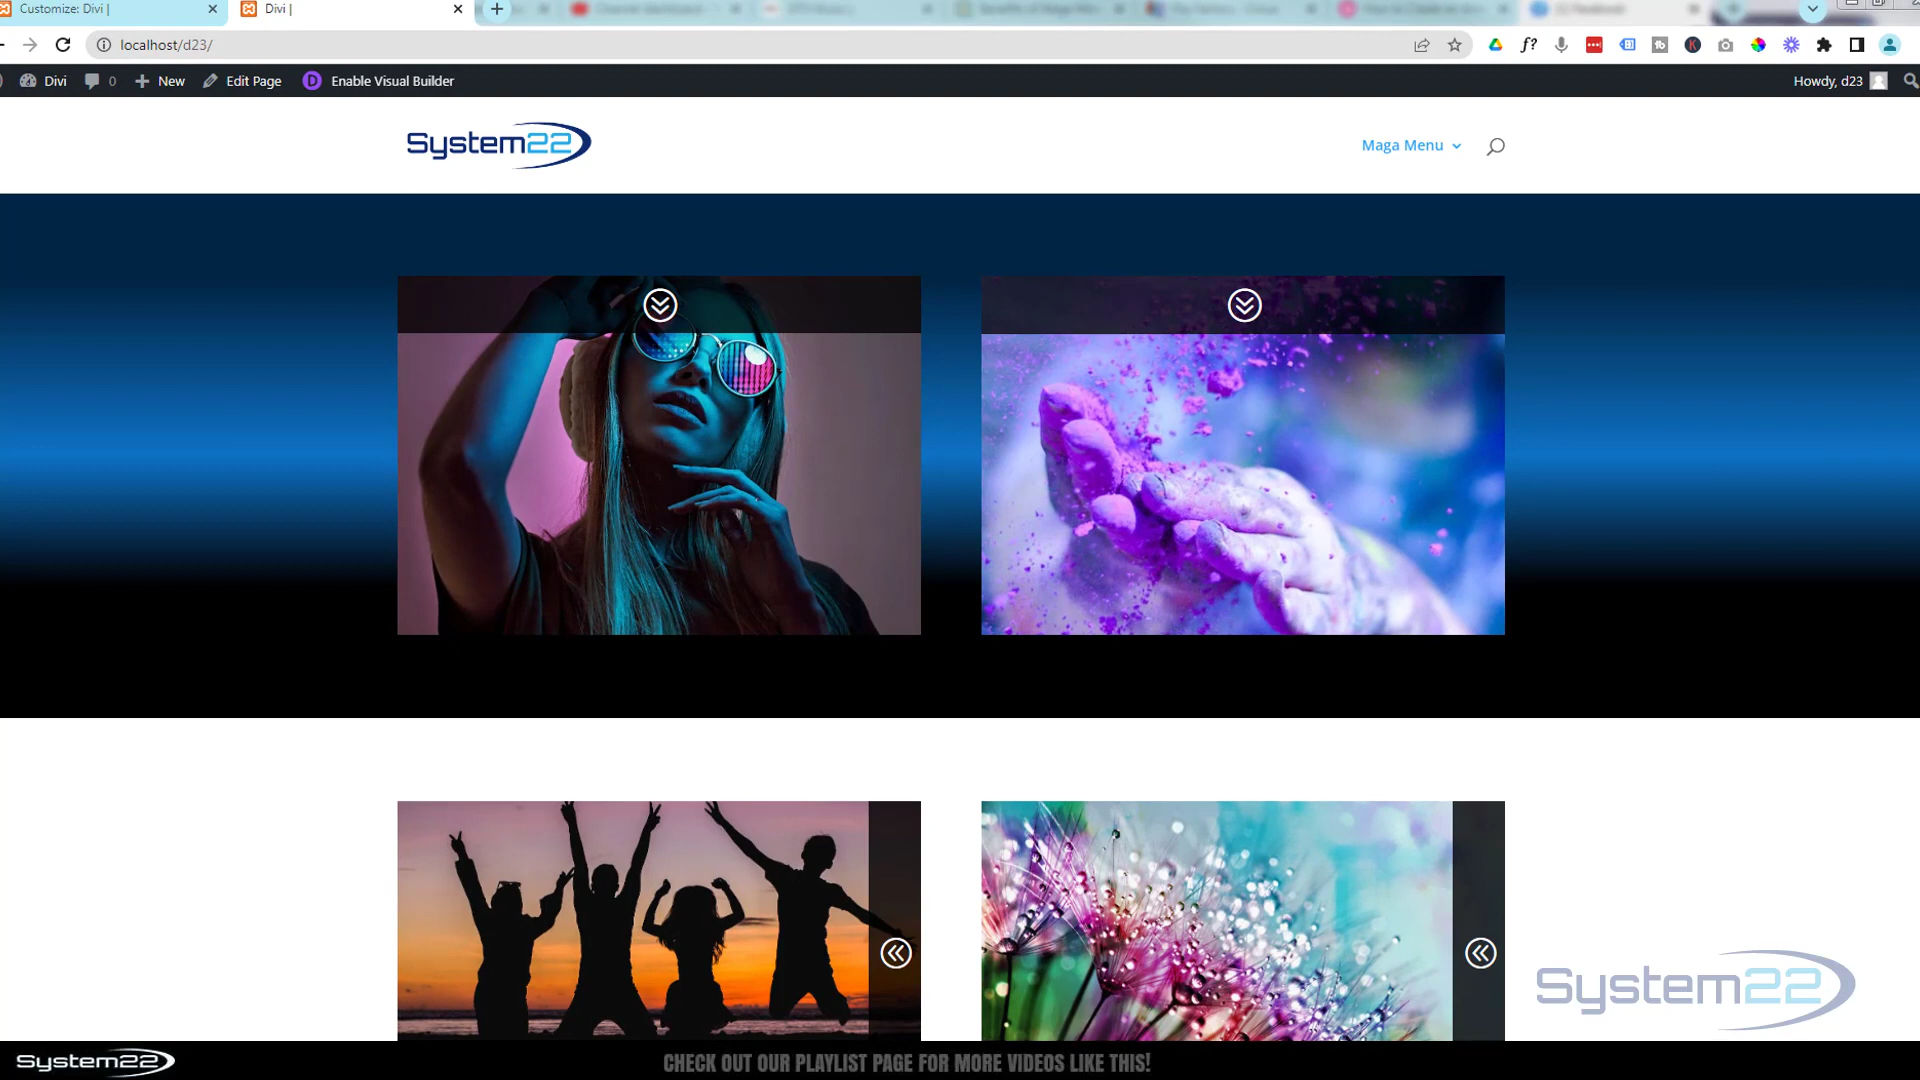 Customize: Divi |
Divi |
localhost/d23/
Divi
0
New
Edit Page
D
Enable Visual Builder
Howdy, d23
System22
Maga Menu
System22
System22
CHECK OUT OUR PLAYLIST PAGE FOR MORE VIDEOS LIKE THIS!